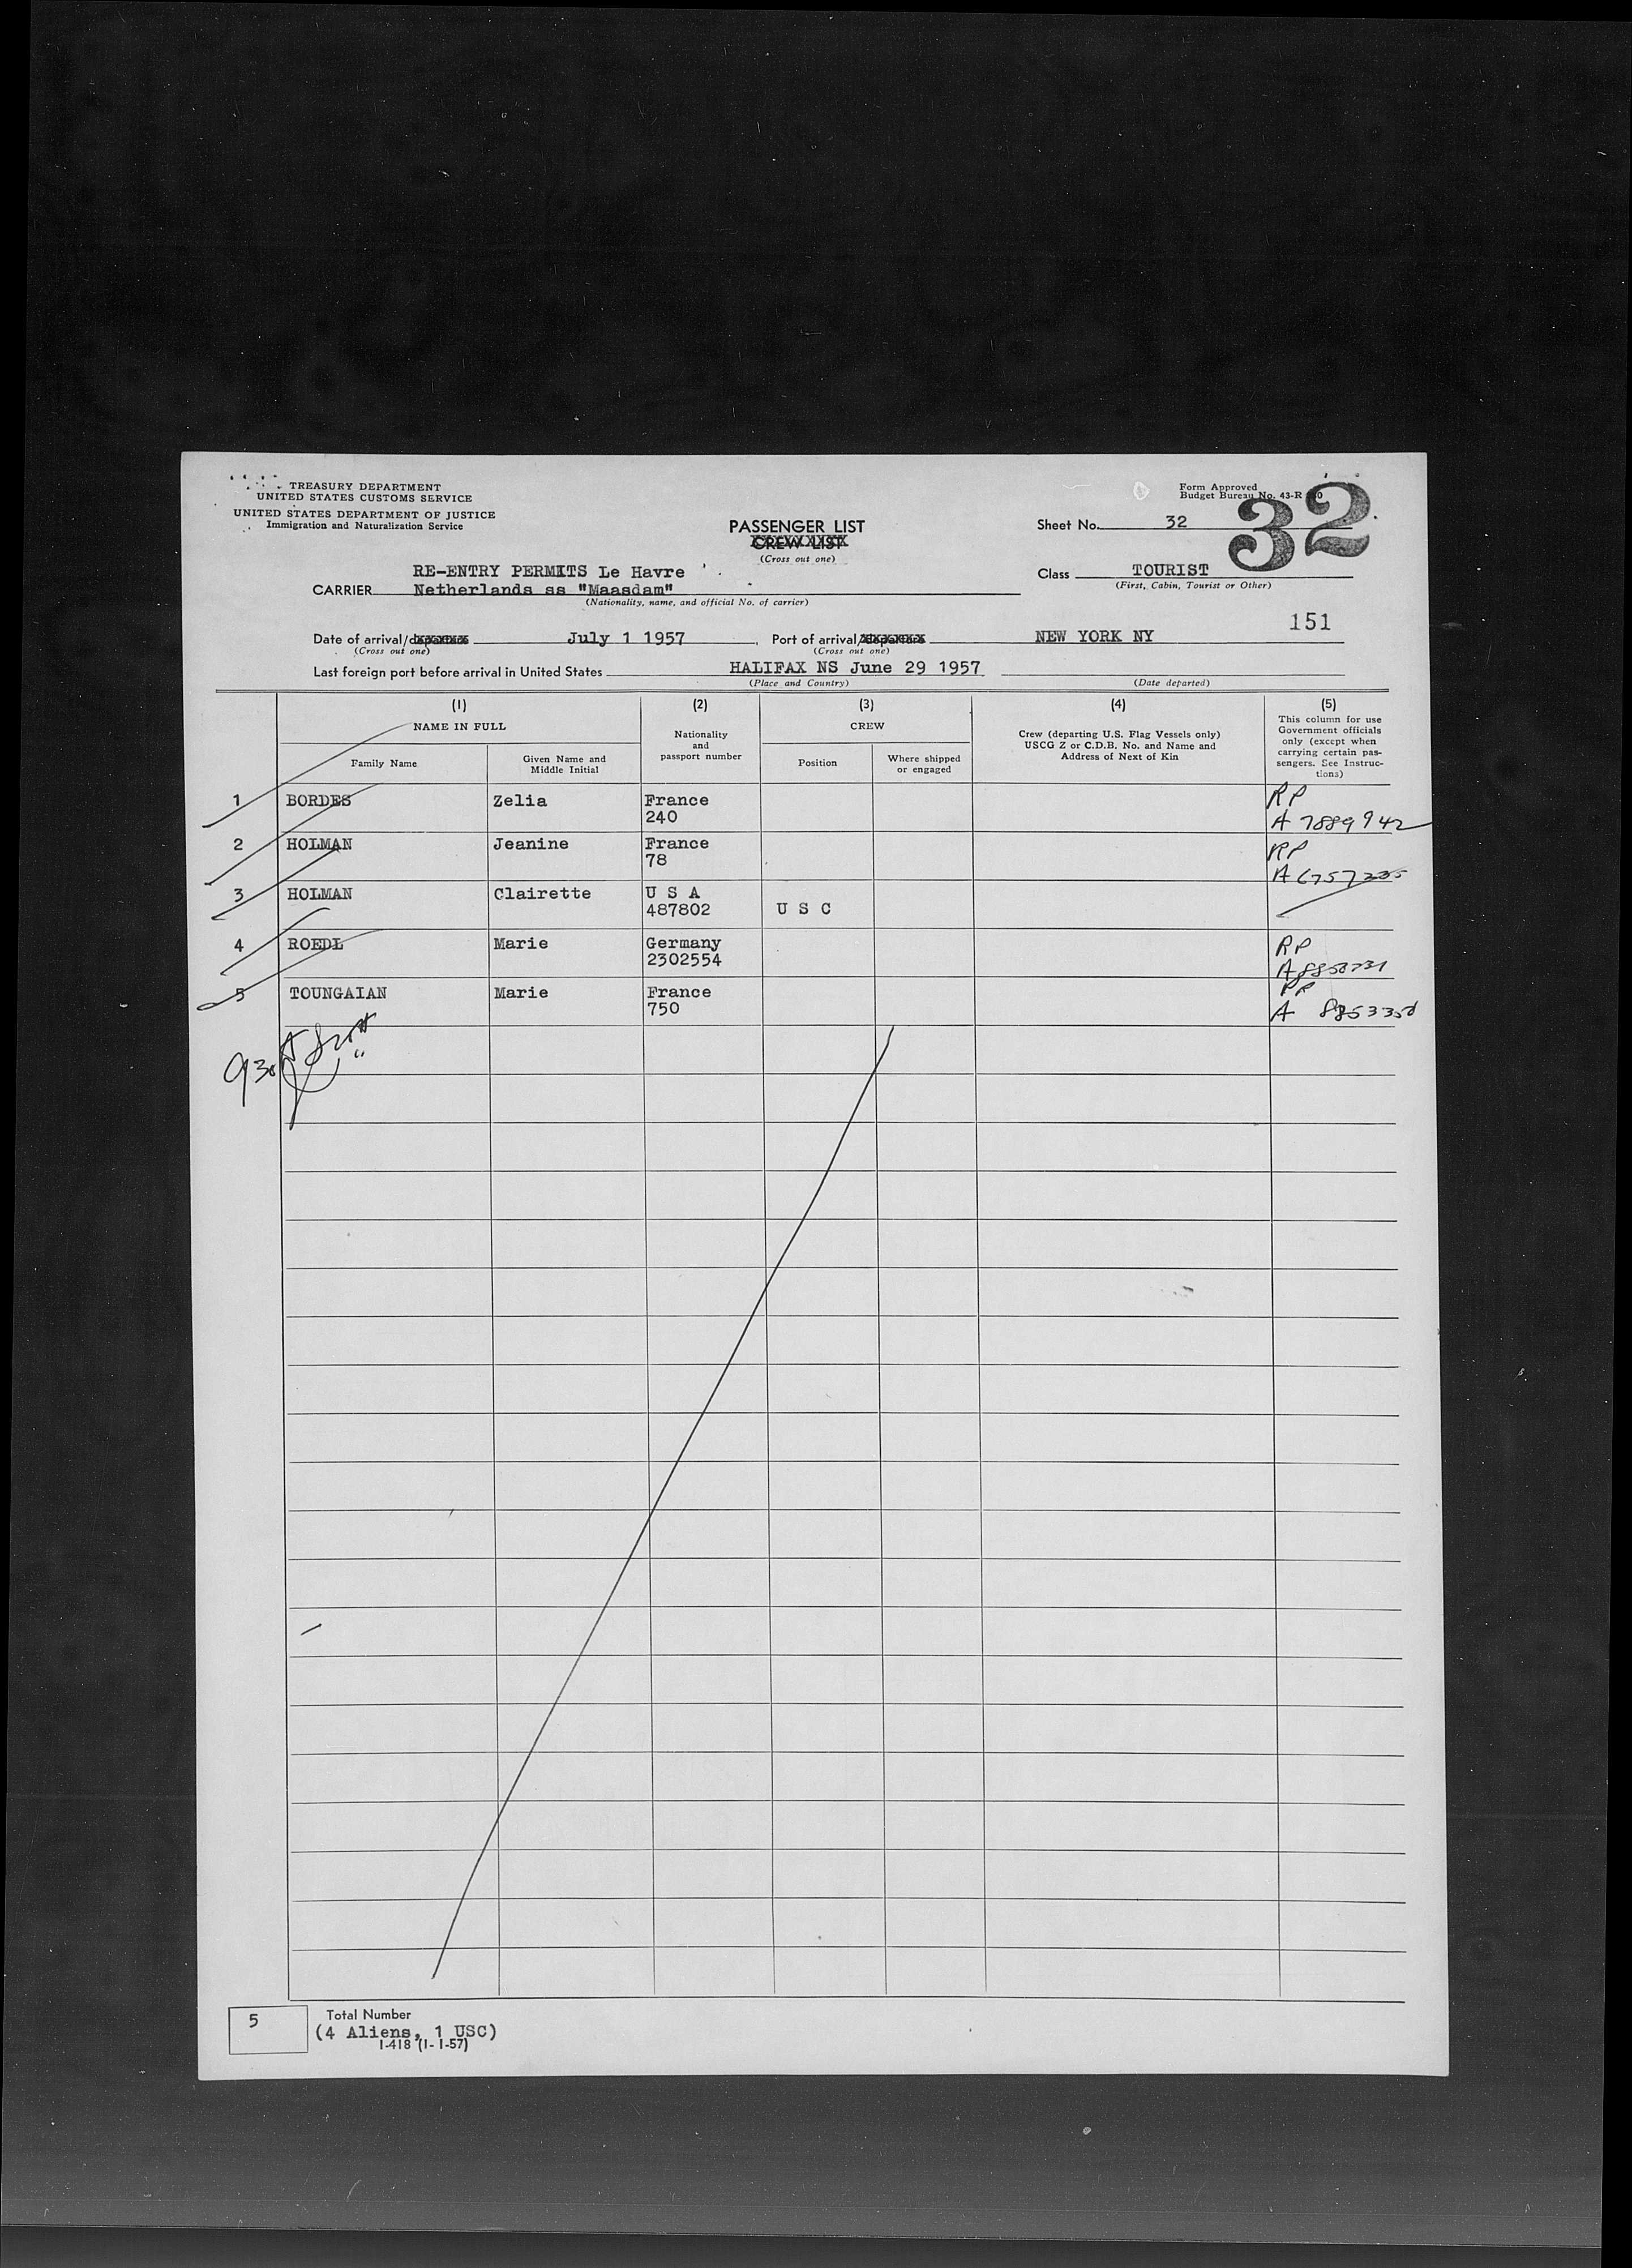 TREASURY DEPARTMENT
UNITED STATES CUSTOMS SERVICE
UNITED STATES DEPARTMENT OF JUSTICE
Immigration and Naturalization Service
Form Approved
Budget Bureau No. 43-R
PASSENGER LIST
CREW LIST
(Cross out one)
Sheet No. 32
32
RE-ENTRY PERMITS Le Havre
CARRIER Netherlands ss "Maasdam"
(Nationality, name, and official No. of carrier)
Class TOURIST
(First, Cabin, Tourist or Other)
151
Date of arrival/departure July 1 1957, Port of arrival/departure NEW YORK NY
(Cross out one) (Cross out one)
Last foreign port before arrival in United States HALIFAX NS June 29 1957
(Place and Country) (Date departed)
(1) (2) (3) (4) (5)
NAME IN FULL
Family Name
Given Name and
Middle Initial
Nationality
and
passport number
CREW
Position
Where shipped
or engaged
Crew (departing U.S. Flag Vessels only)
USCG Z or C.D.B. No. and Name and
Address of Next of Kin
This column for use
Government officials
only (except when
carrying certain pas-
sengers. See Instruc-
tions)
1 BORDES Zelia France RP
240 A 7889942
2 HOLMAN Jeanine France RP
78 A 6757235
3 HOLMAN Clairette U S A
487802 U S C
4 ROEDL Marie Germany RP
2302554 A8858731
5 TOUNGAIAN Marie France RP
750 A 8853358
930
5 Total Number
(4 Aliens, 1 USC)
I-418 (1-1-57)